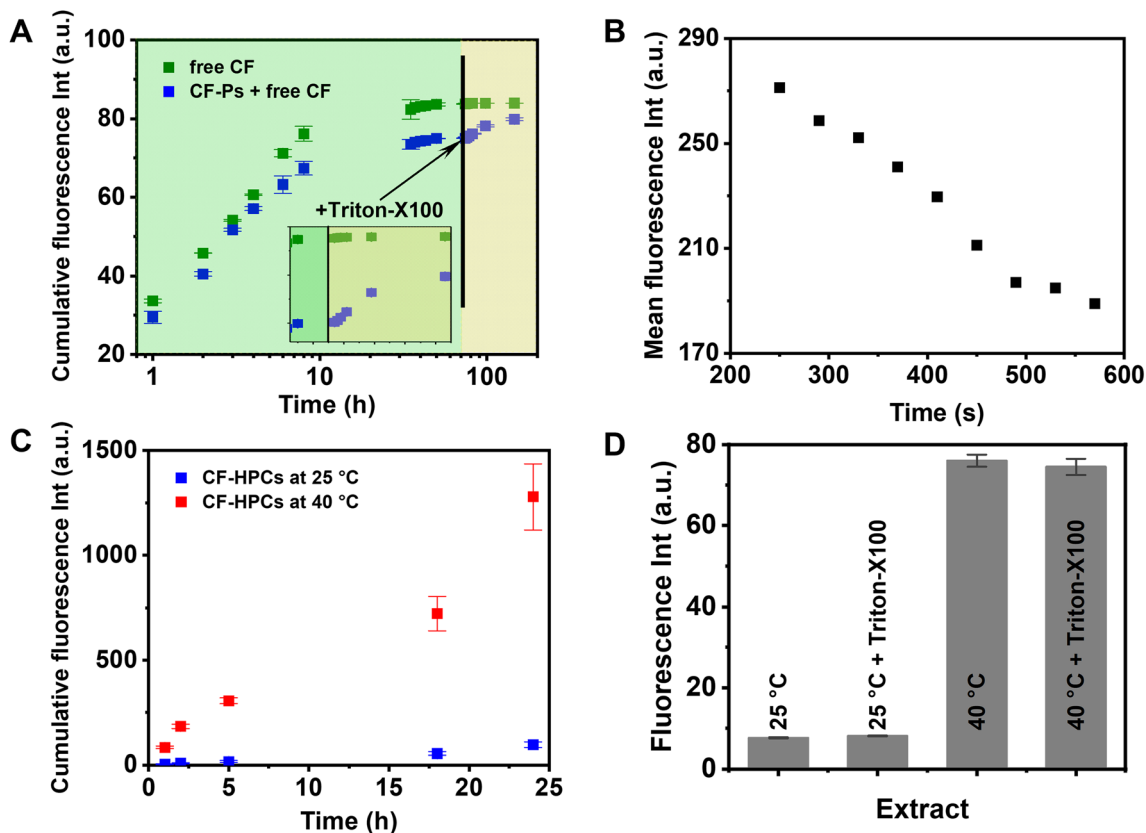 A
Cumulative fluorescence Int (a.u.)
100
80
60
40
20
free CF
CF-Ps + free CF
+Triton-X100
1
10
100
Time (h)
B
Mean fluorescence Int (a.u.)
290
250
210
170
200
300
400
500
600
Time (s)
C
Cumulative fluorescence Int (a.u.)
1500
1000
500
0
CF-HPCs at 25 °C
CF-HPCs at 40 °C
0
5
10
15
20
25
Time (h)
D
Fluorescence Int (a.u.)
80
60
40
20
0
25 °C
25 °C + Triton-X100
40 °C
40 °C + Triton-X100
Extract